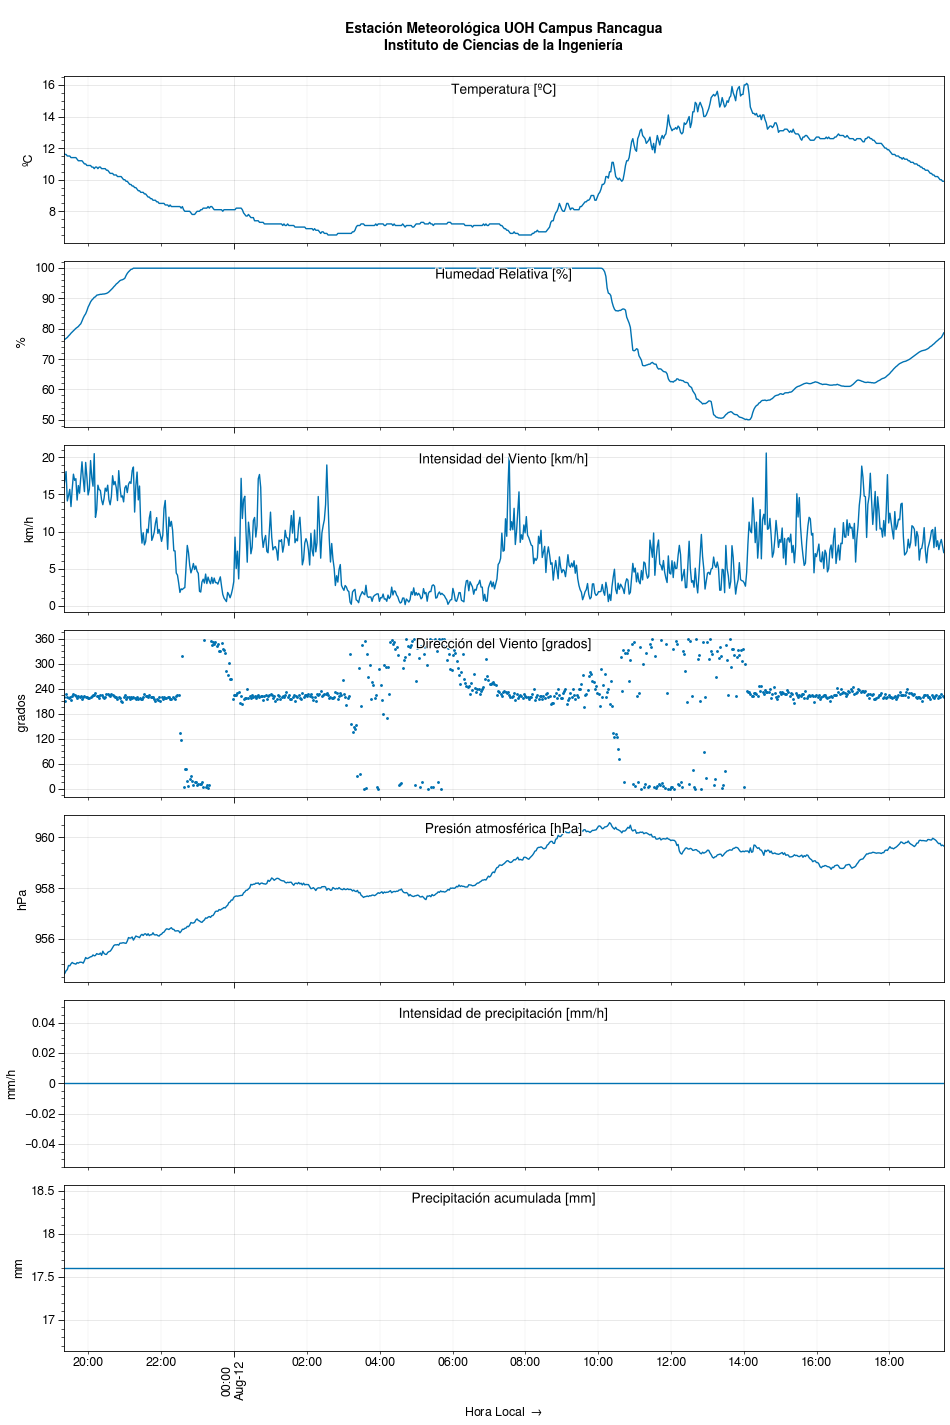 Estación Meteorológica UOH Campus Rancagua
Instituto de Ciencias de la Ingeniería
Temperatura [ºC]
ºC
16
14
12
10
8
Humedad Relativa [%]
%
100
90
80
70
60
50
Intensidad del Viento [km/h]
km/h
20
15
10
5
0
Dirección del Viento [grados]
grados
360
300
240
180
120
60
0
Presión atmosférica [hPa]
hPa
960
958
956
Intensidad de precipitación [mm/h]
mm/h
0.04
0.02
0
−0.02
−0.04
Precipitación acumulada [mm]
mm
18.5
18
17.5
17
20:00 22:00 00:00 02:00 04:00 06:00 08:00 10:00 12:00 14:00 16:00 18:00
Aug-12
Hora Local →